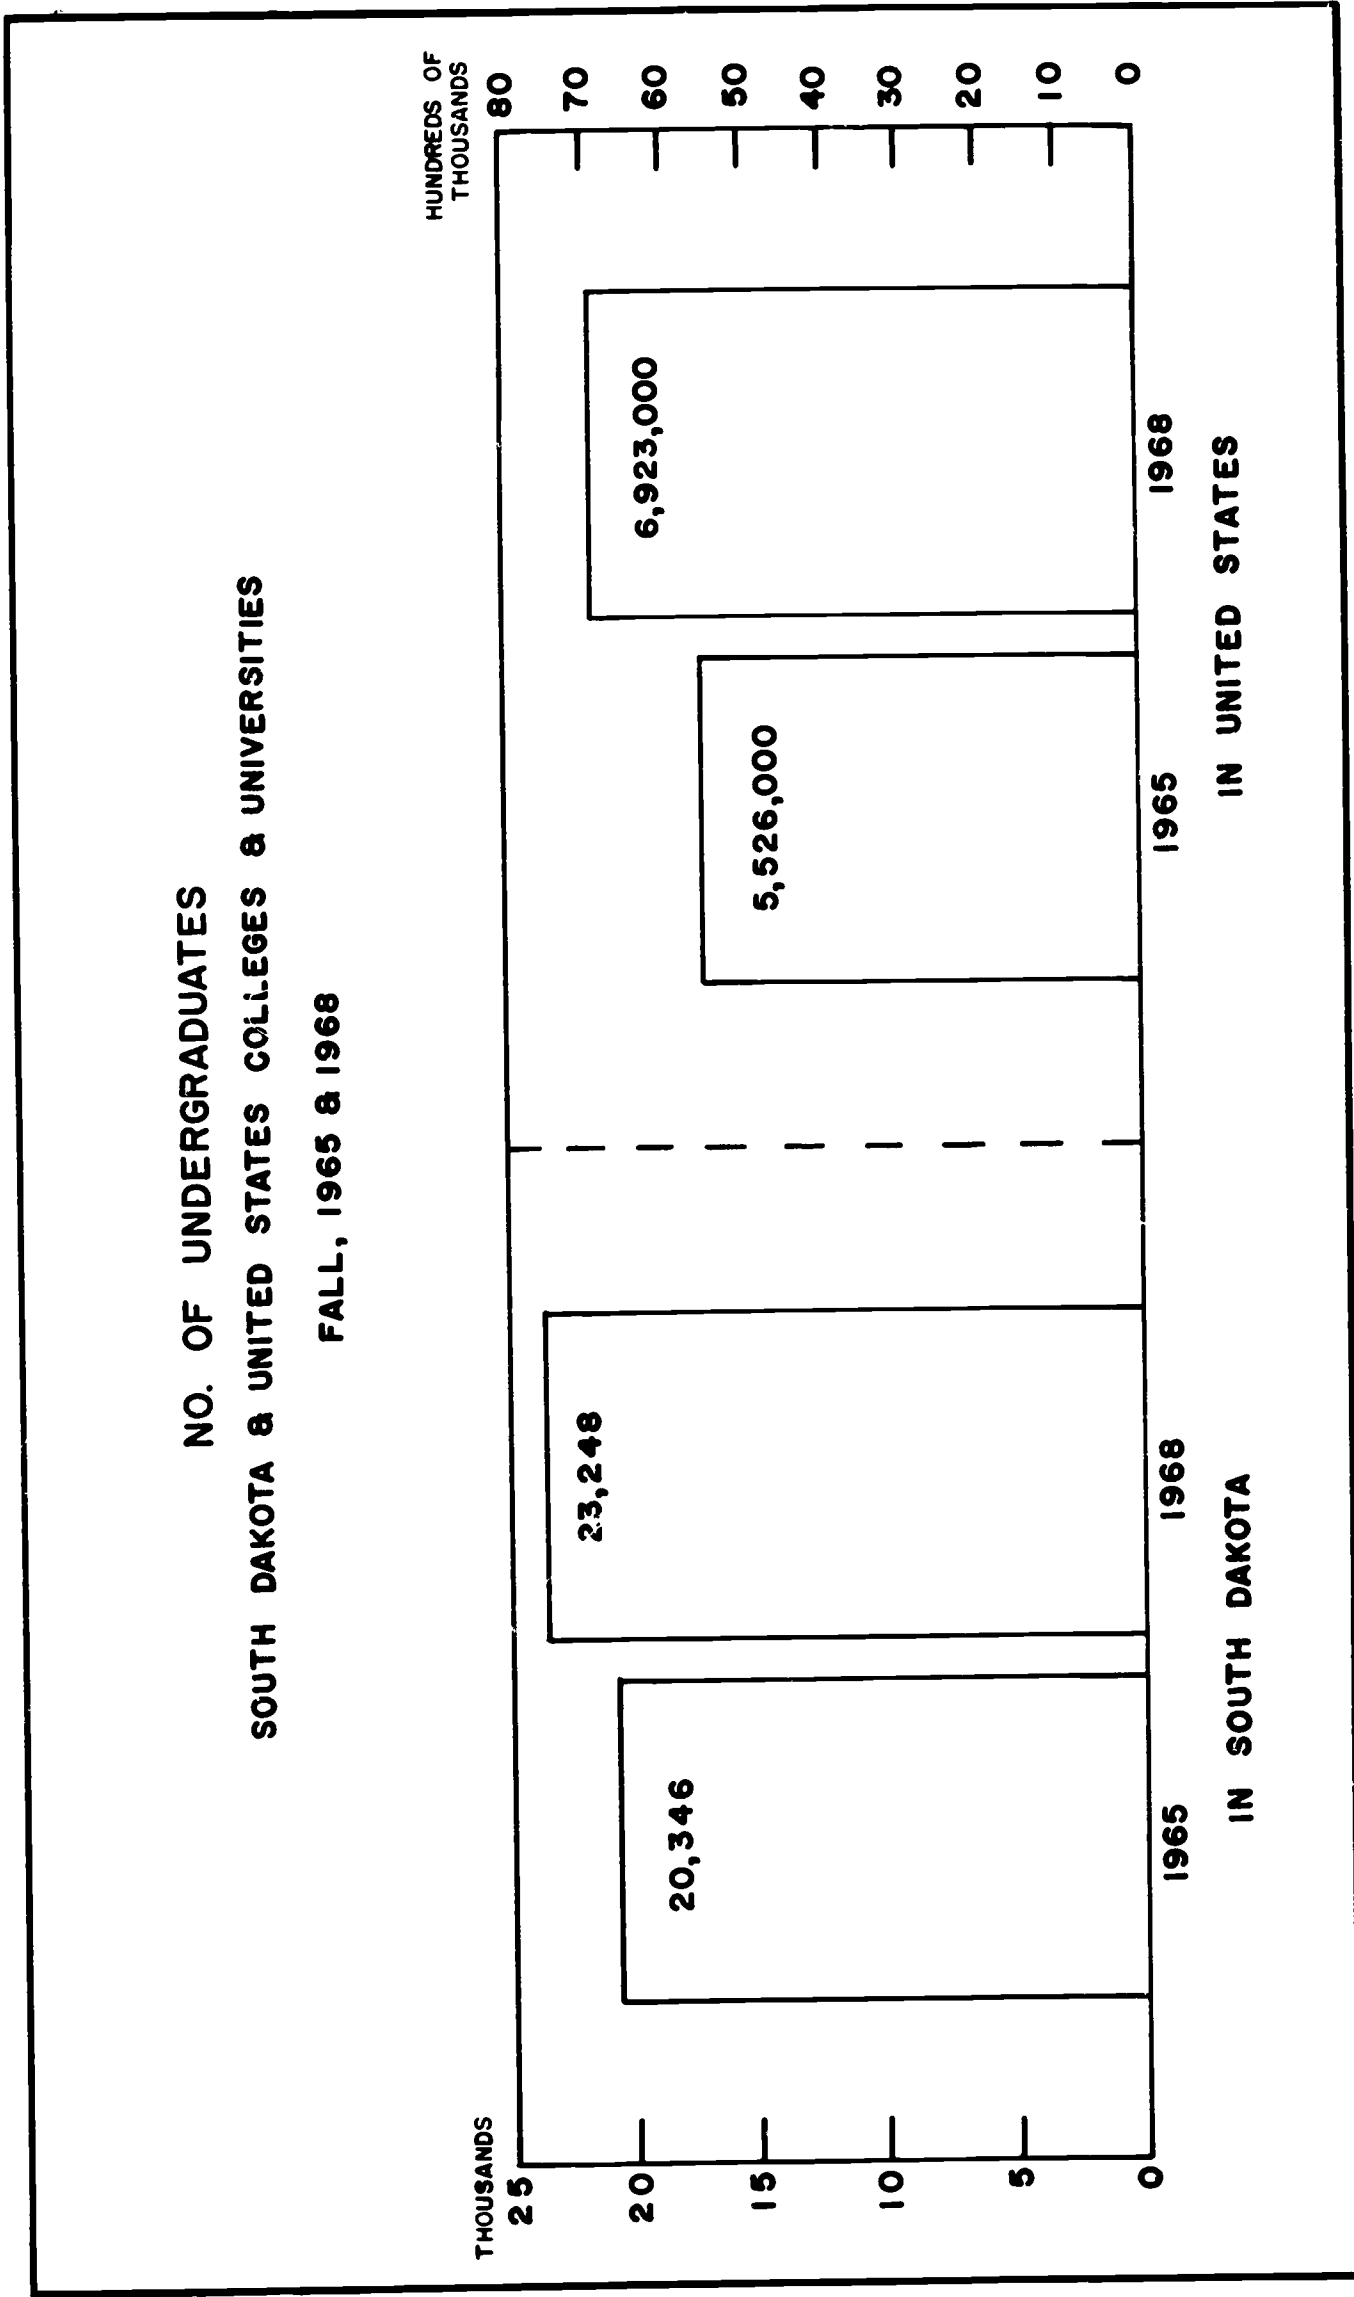 NO. OF UNDERGRADUATES
SOUTH DAKOTA & UNITED STATES COLLEGES & UNIVERSITIES
FALL, 1965 & 1968
THOUSANDS
25
20
15
10
5
0
HUNDREDS OF
THOUSANDS
80
70
60
50
40
30
20
10
0
20,346
23,248
5,526,000
6,923,000
1965
1968
1965
1968
IN SOUTH DAKOTA
IN UNITED STATES